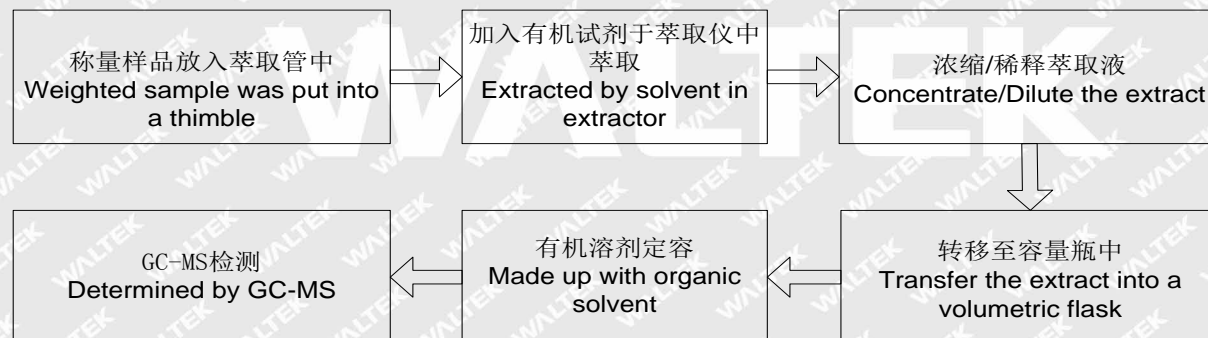 称量样品放入萃取管中
Weighted sample was put into
a thimble
加入有机试剂于萃取仪中
萃取
Extracted by solvent in
extractor
浓缩/稀释萃取液
Concentrate/Dilute the extract
转移至容量瓶中
Transfer the extract into a
volumetric flask
有机溶剂定容
Made up with organic
solvent
GC-MS检测
Determined by GC-MS
WALTEK